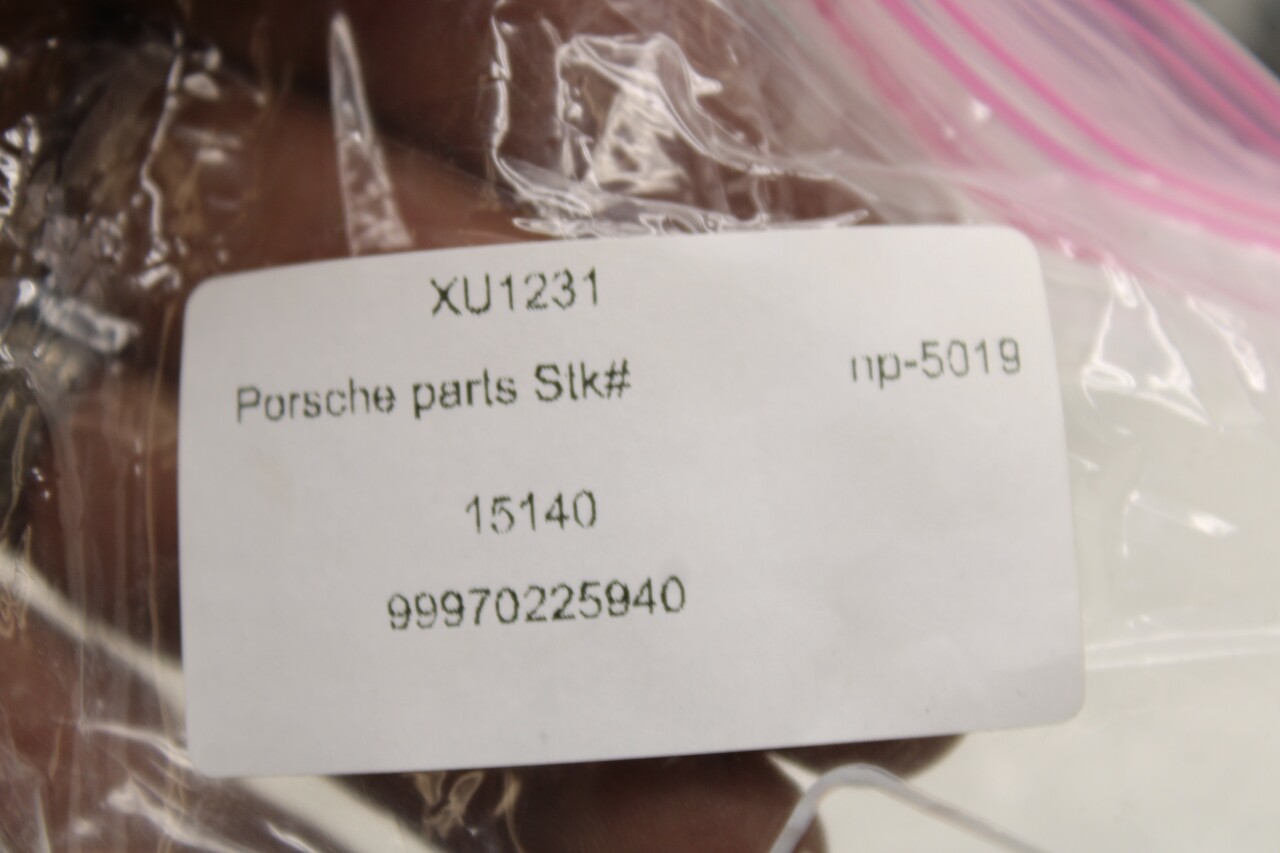 XU1231
Porsche parts Stk# np-5019
15140
99970225940